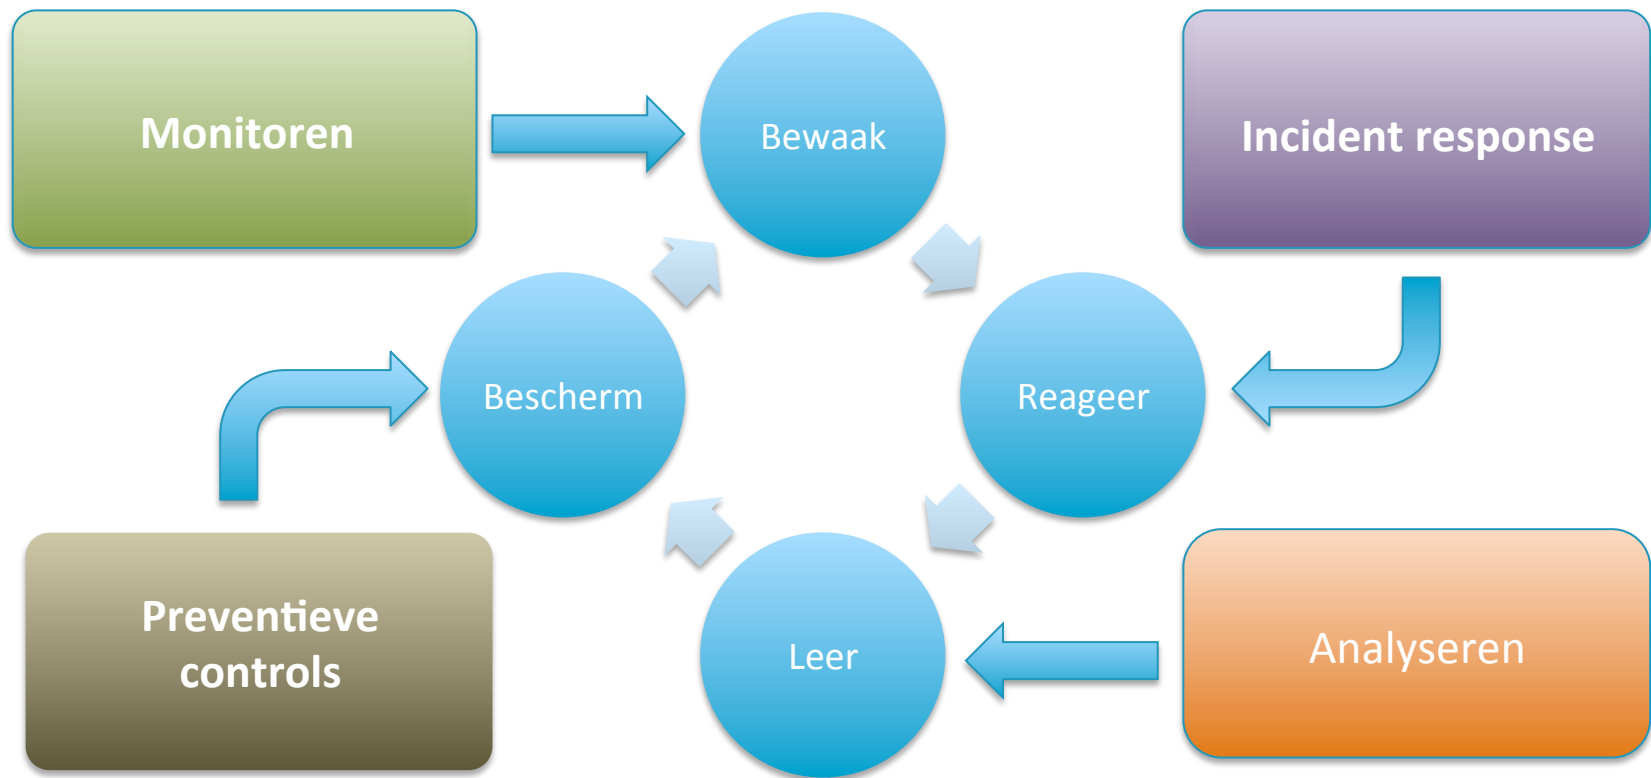 Monitoren
Bewaak
Incident response
Bescherm
Reageer
Preventieve
controls
Leer
Analyseren